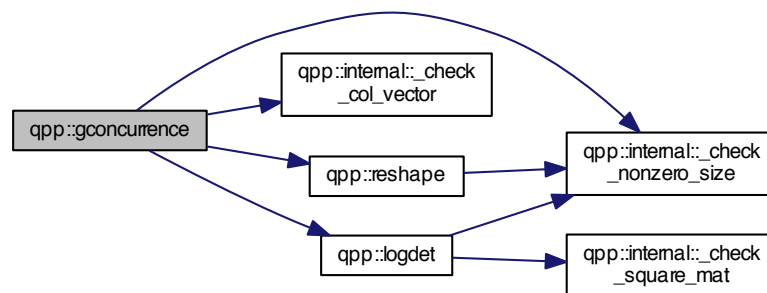 qpp::gconcurrence
qpp::internal::_check
_col_vector
qpp::reshape
qpp::logdet
qpp::internal::_check
_nonzero_size
qpp::internal::_check
_square_mat